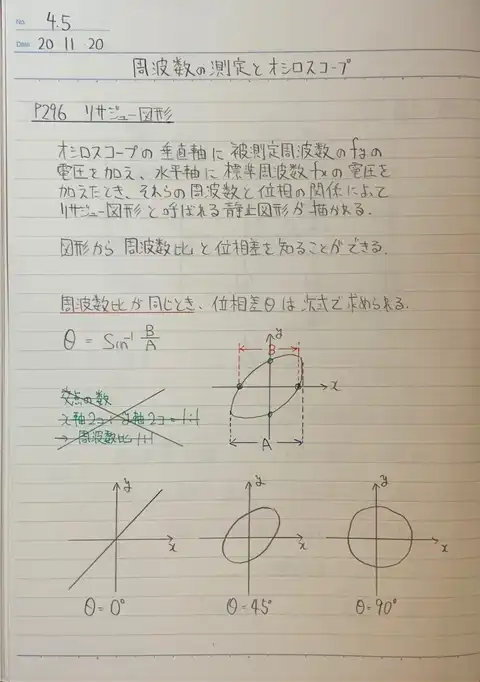 No. 4.5
Date 20・11・20
周波数の測定とオシロスコープ
P296 リサジュー図形
オシロスコープの垂直軸に被測定周波数のfyの
電圧を加え、水平軸に標準周波数fxの電圧を
加えたとき、それらの周波数と位相の関係によって
リサジュー図形と呼ばれる静止図形が描かれる.
図形から周波数比と位相差を知ることができる.
周波数比が同じとき、位相差θは次式で求められる.
θ = Sin⁻¹ B/A
y
B
x
A
交点の数
x軸2コ:y軸2コ=1:1
→ 周波数比 1:1
y
x
y
x
y
x
θ=0°
θ=45°
θ=90°